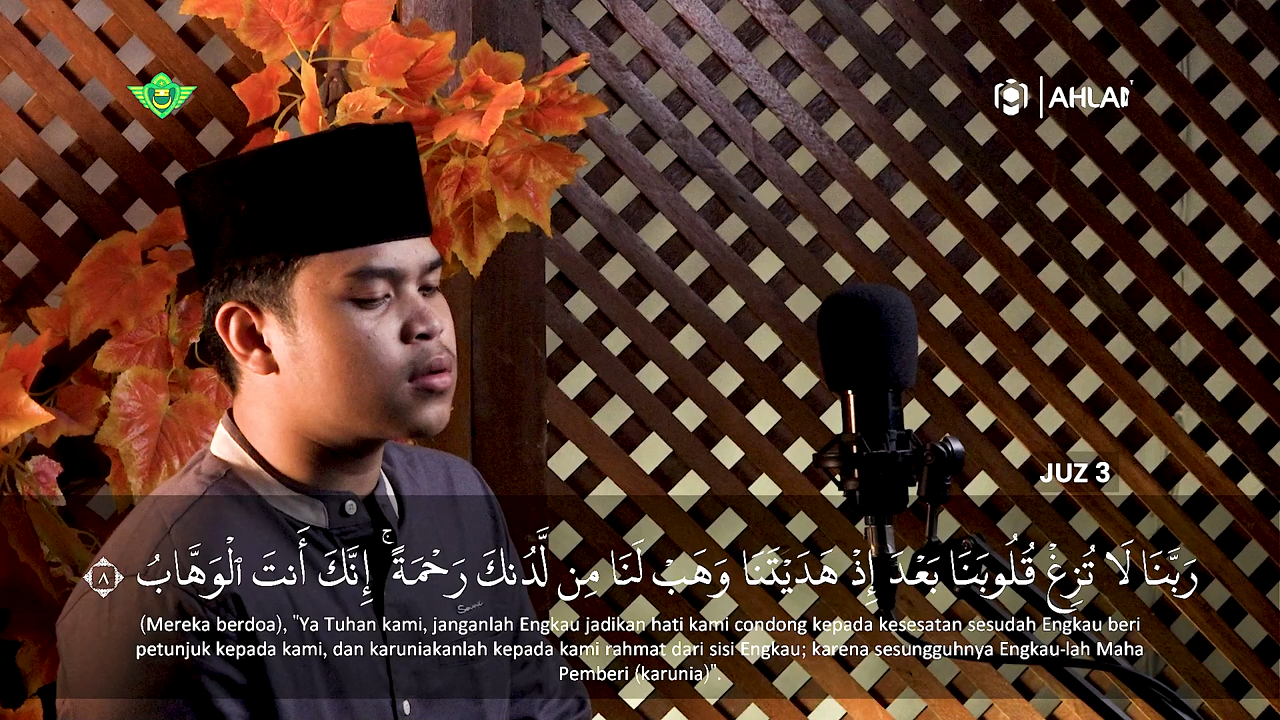 AHLAN
JUZ 3
رَبَّنَا لَا تُزِغْ قُلُوبَنَا بَعْدَ إِذْ هَدَيْتَنَا وَهَبْ لَنَا مِن لَّدُنكَ رَحْمَةً ۚ إِنَّكَ أَنتَ ٱلْوَهَّابُ ٨
(Mereka berdoa), "Ya Tuhan kami, janganlah Engkau jadikan hati kami condong kepada kesesatan sesudah Engkau beri
petunjuk kepada kami, dan karuniakanlah kepada kami rahmat dari sisi Engkau; karena sesungguhnya Engkau-lah Maha
Pemberi (karunia)".